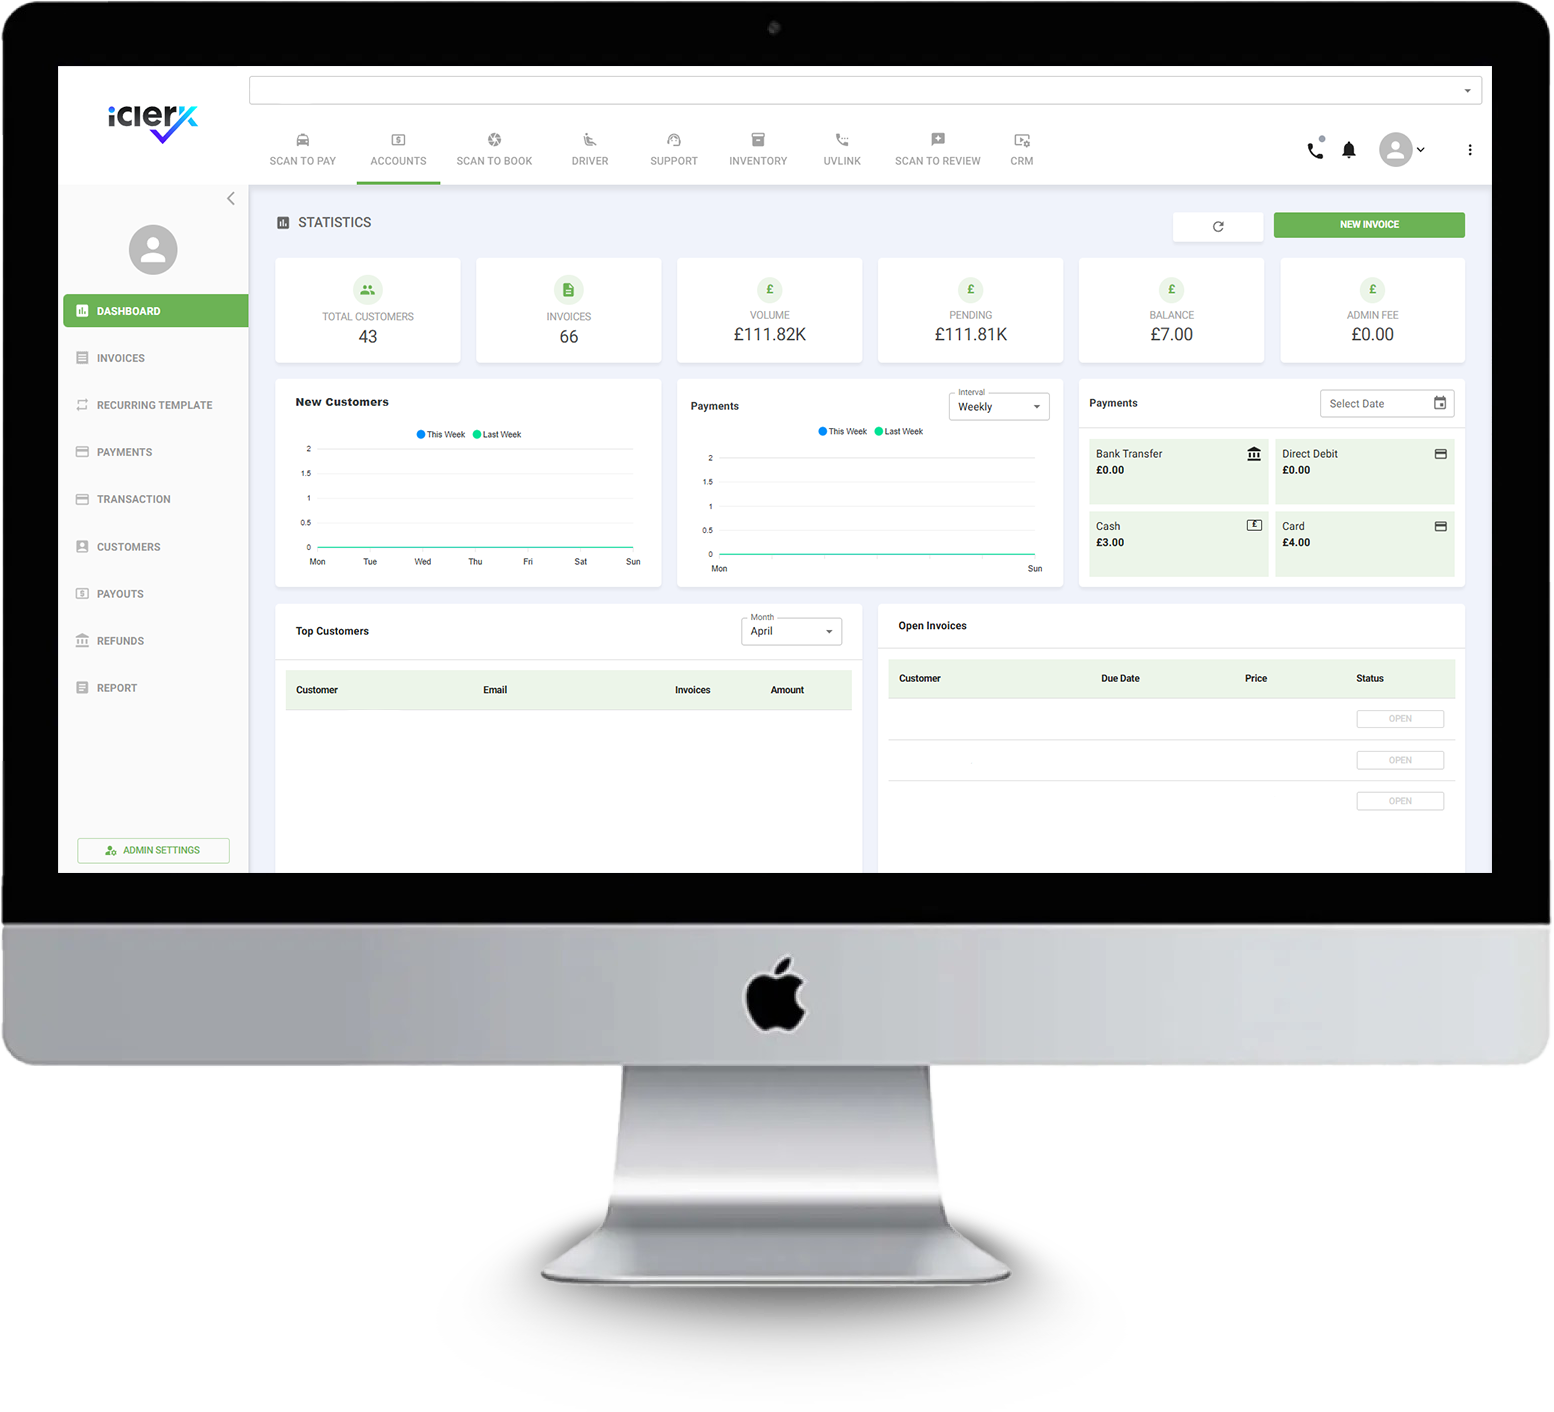 iclerk
SCAN TO PAY
ACCOUNTS
SCAN TO BOOK
DRIVER
SUPPORT
INVENTORY
UVLINK
SCAN TO REVIEW
CRM
DASHBOARD
INVOICES
RECURRING TEMPLATE
PAYMENTS
TRANSACTION
CUSTOMERS
PAYOUTS
REFUNDS
REPORT
ADMIN SETTINGS
STATISTICS
NEW INVOICE
TOTAL CUSTOMERS
43
INVOICES
66
£
VOLUME
£111.82K
£
PENDING
£111.81K
£
BALANCE
£7.00
£
ADMIN FEE
£0.00
New Customers
This Week Last Week
2
1.5
1
0.5
0
Mon Tue Wed Thu Fri Sat Sun
Payments
Interval
Weekly
This Week Last Week
2
1.5
1
0.5
0
Mon Sun
Payments
Select Date
Bank Transfer
£0.00
Direct Debit
£0.00
Cash
£3.00
Card
£4.00
Top Customers
Month
April
Customer Email Invoices Amount
Open Invoices
Customer Due Date Price Status
OPEN
OPEN
OPEN